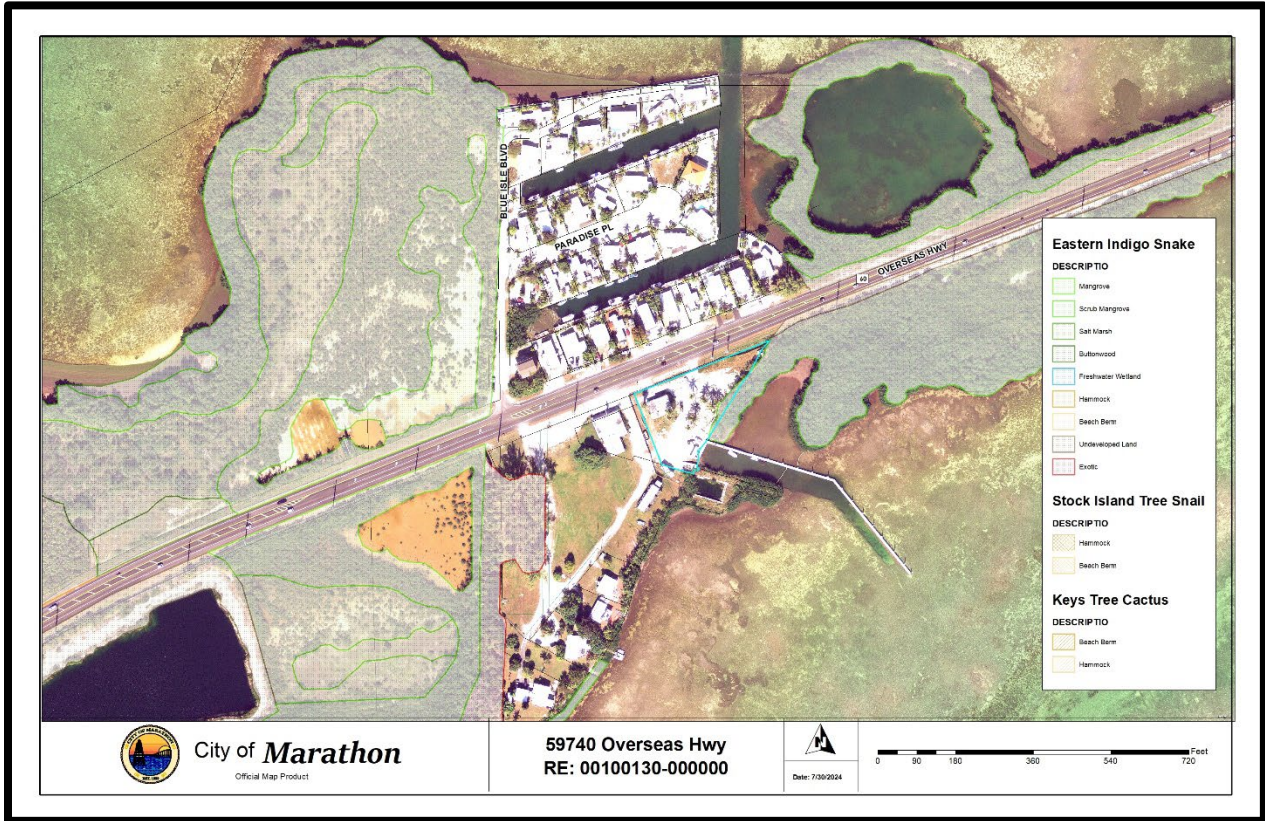 BLUE ISLE BLVD
PARADISE PL
60
OVERSEAS HWY
Eastern Indigo Snake
DESCRIPTIO
Mangrove
Scrub Mangrove
Salt Marsh
Buttonwood
Freshwater Wetland
Hammock
Beach Berm
Undeveloped Land
Exotic
Stock Island Tree Snail
DESCRIPTIO
Hammock
Beach Berm
Keys Tree Cactus
DESCRIPTIO
Beach Berm
Hammock
City of Marathon
Official Map Product
59740 Overseas Hwy
RE: 00100130-000000
N
Date: 7/30/2024
Feet
0 90 180 360 540 720